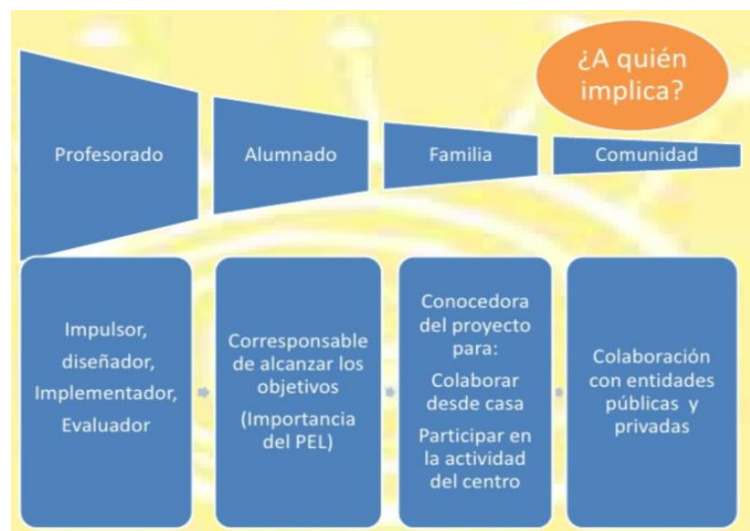 ¿A quién
implica?
Profesorado
Alumnado
Familia
Comunidad
Impulsor,
diseñador,
Implementador,
Evaluador
Corresponsable
de alcanzar los
objetivos
(Importancia
del PEL)
Conocedora
del proyecto
para:
Colaborar
desde casa
Participar en
la actividad
del centro
Colaboración
con entidades
públicas y
privadas